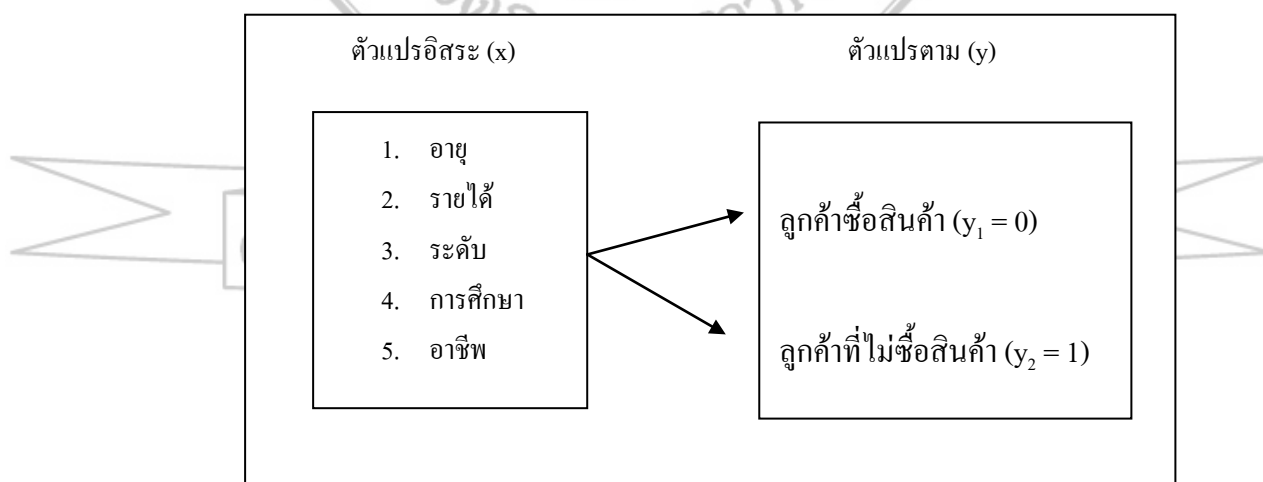 ตัวแปรอิสระ (x)
1. อายุ
2. รายได้
3. ระดับ
4. การศึกษา
5. อาชีพ
ตัวแปรตาม (y)
ลูกค้าซื้อสินค้า (y₁ = 0)
ลูกค้าที่ไม่ซื้อสินค้า (y₂ = 1)